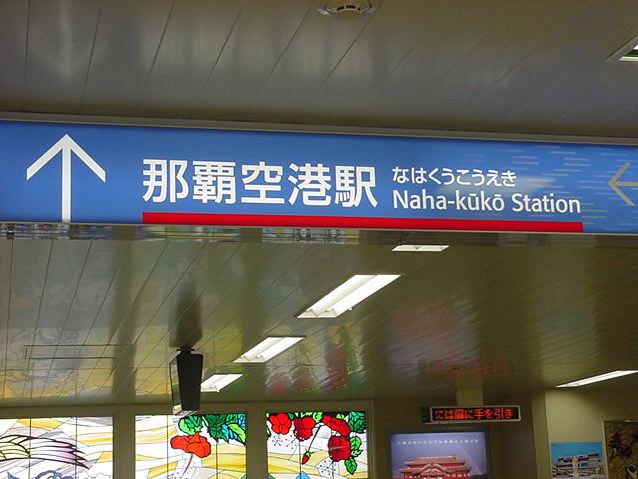 那覇空港駅
なはくうこうえき
Naha-kūkō Station
には扉に手を引き